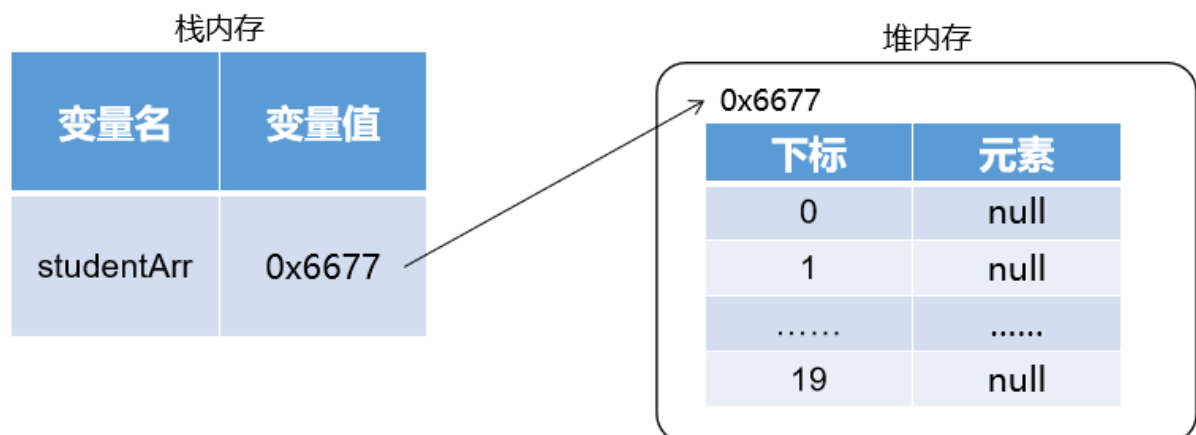 栈内存
变量名 变量值
studentArr 0x6677
堆内存
0x6677
下标 元素
0 null
1 null
…… ......
19 null